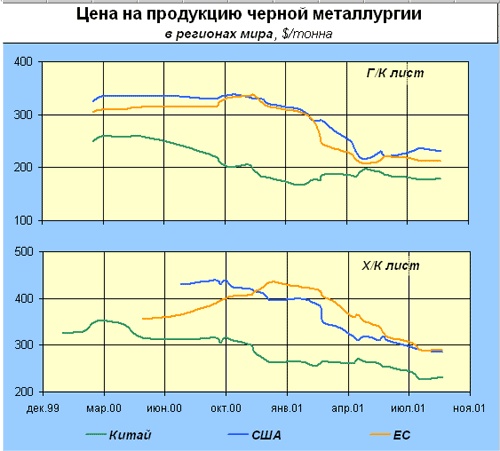 Цена на продукцию черной металлургии
в регионах мира, $/тонна
400
Г/К лист
300
200
100
500
Х/К лист
400
300
200
дек.99 мар.00 июн.00 окт.00 янв.01 апр.01 июл.01 ноя.01
Китай США ЕС